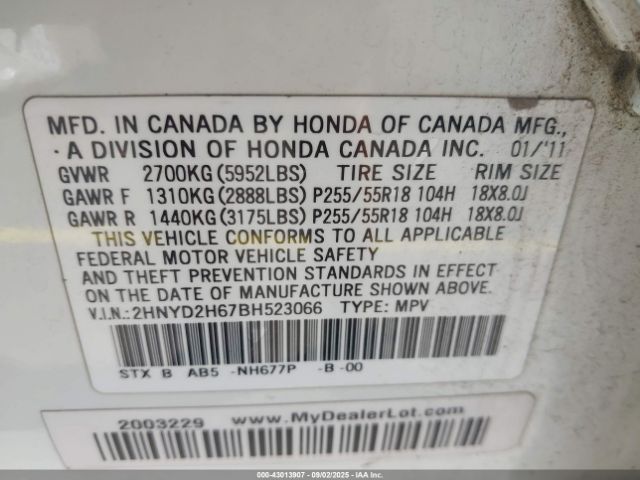 MFD. IN CANADA BY HONDA OF CANADA MFG.,
A DIVISION OF HONDA CANADA INC. 01/'11
GVWR 2700KG(5952LBS) TIRE SIZE RIM SIZE
GAWR F 1310KG(2888LBS) P255/55R18 104H 18X8.0J
GAWR R 1440KG(3175LBS) P255/55R18 104H 18X8.0J
THIS VEHICLE CONFORMS TO ALL APPLICABLE
FEDERAL MOTOR VEHICLE SAFETY
AND THEFT PREVENTION STANDARDS IN EFFECT
ON THE DATE OF MANUFACTURE SHOWN ABOVE.
V.I.N.:2HNYD2H67BH523066 TYPE: MPV
STX B AB5 -NH677P -B -00
2003229 www.MyDealerLot.com
000-43013907 - 09/02/2025 - IAA Inc.